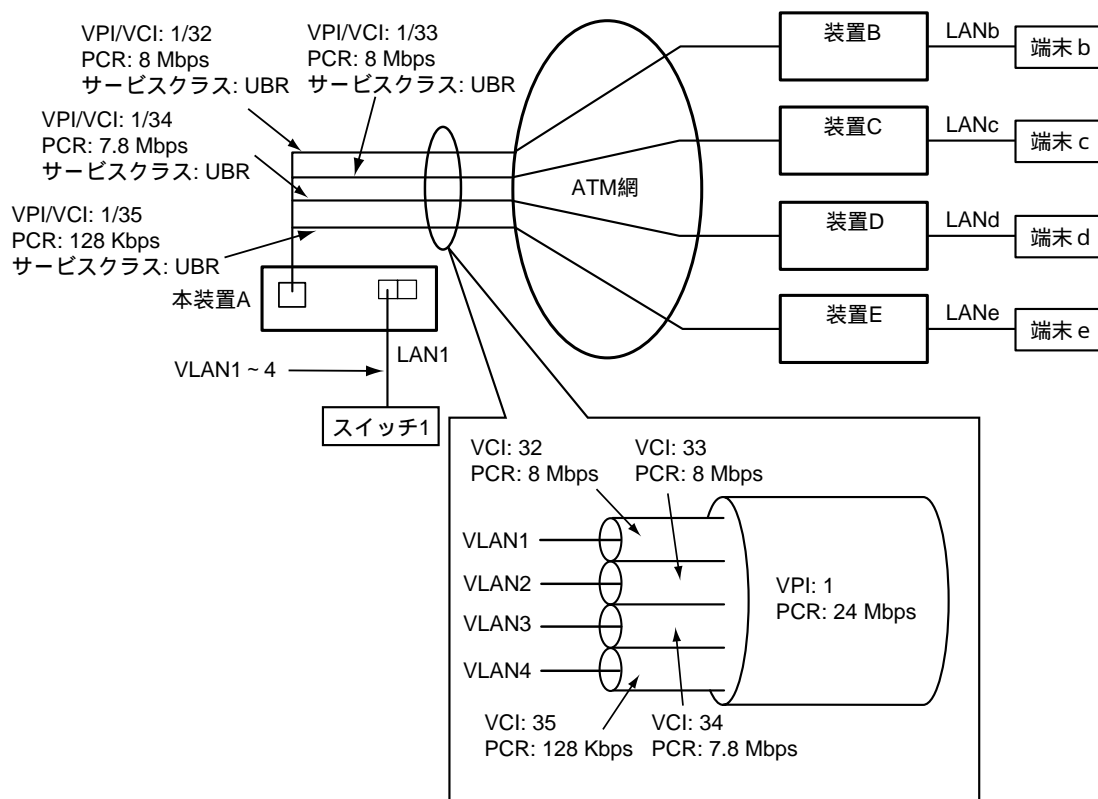 VPI/VCI: 1/32
PCR: 8 Mbps
サービスクラス: UBR
VPI/VCI: 1/33
PCR: 8 Mbps
サービスクラス: UBR
VPI/VCI: 1/34
PCR: 7.8 Mbps
サービスクラス: UBR
VPI/VCI: 1/35
PCR: 128 Kbps
サービスクラス: UBR
本装置A
LAN1
VLAN1 ~ 4
スイッチ1
ATM網
装置B
LANb
端末 b
装置C
LANc
端末 c
装置D
LANd
端末 d
装置E
LANe
端末 e
VCI: 32
PCR: 8 Mbps
VCI: 33
PCR: 8 Mbps
VLAN1
VLAN2
VLAN3
VLAN4
VPI: 1
PCR: 24 Mbps
VCI: 35
PCR: 128 Kbps
VCI: 34
PCR: 7.8 Mbps